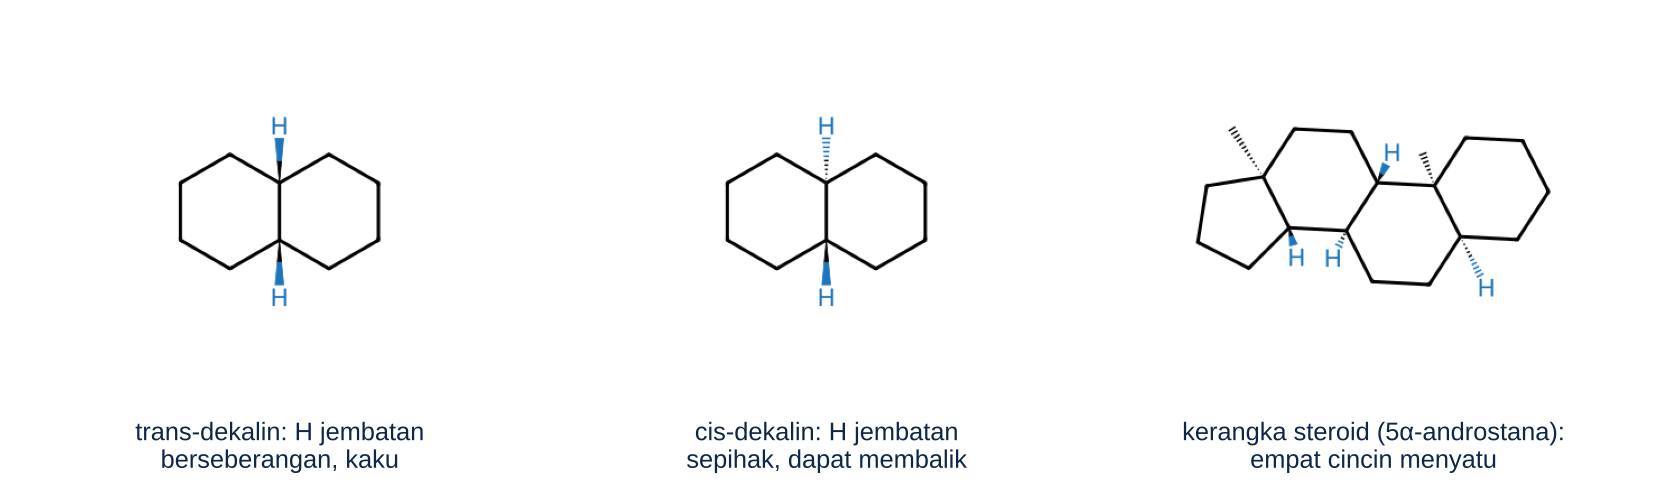 H
H
trans-dekalin: H jembatan
berseberangan, kaku
H
H
cis-dekalin: H jembatan
sepihak, dapat membalik
H
H
H
H
kerangka steroid (5α-androstana):
empat cincin menyatu